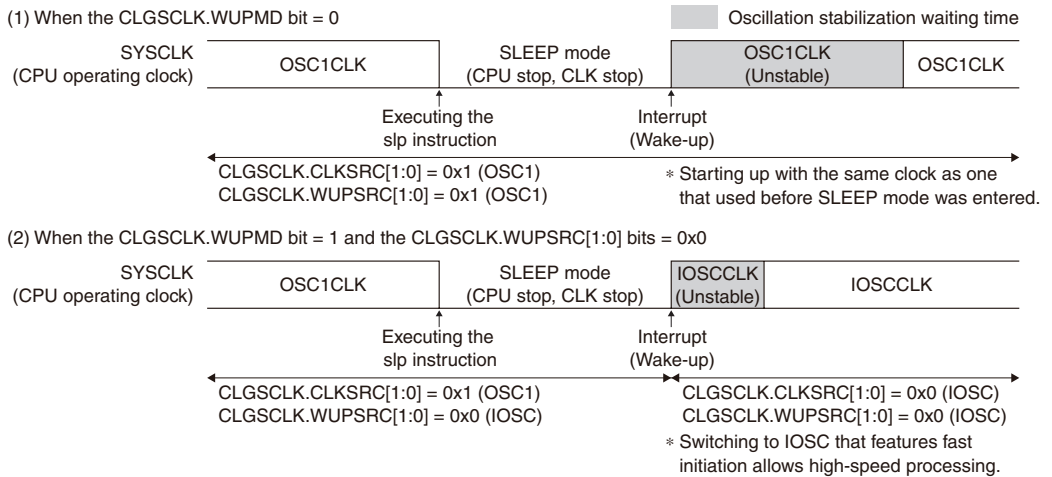 (1) When the CLGSCLK.WUPMD bit = 0
Oscillation stabilization waiting time
SYSCLK
(CPU operating clock)
OSC1CLK
SLEEP mode
(CPU stop, CLK stop)
OSC1CLK
(Unstable)
OSC1CLK
Executing the
slp instruction
Interrupt
(Wake-up)
CLGSCLK.CLKSRC[1:0] = 0x1 (OSC1)
CLGSCLK.WUPSRC[1:0] = 0x1 (OSC1)
* Starting up with the same clock as one
that used before SLEEP mode was entered.
(2) When the CLGSCLK.WUPMD bit = 1 and the CLGSCLK.WUPSRC[1:0] bits = 0x0
SYSCLK
(CPU operating clock)
OSC1CLK
SLEEP mode
(CPU stop, CLK stop)
IOSCCLK
(Unstable)
IOSCCLK
Executing the
slp instruction
Interrupt
(Wake-up)
CLGSCLK.CLKSRC[1:0] = 0x1 (OSC1)
CLGSCLK.WUPSRC[1:0] = 0x0 (IOSC)
CLGSCLK.CLKSRC[1:0] = 0x0 (IOSC)
CLGSCLK.WUPSRC[1:0] = 0x0 (IOSC)
* Switching to IOSC that features fast
initiation allows high-speed processing.